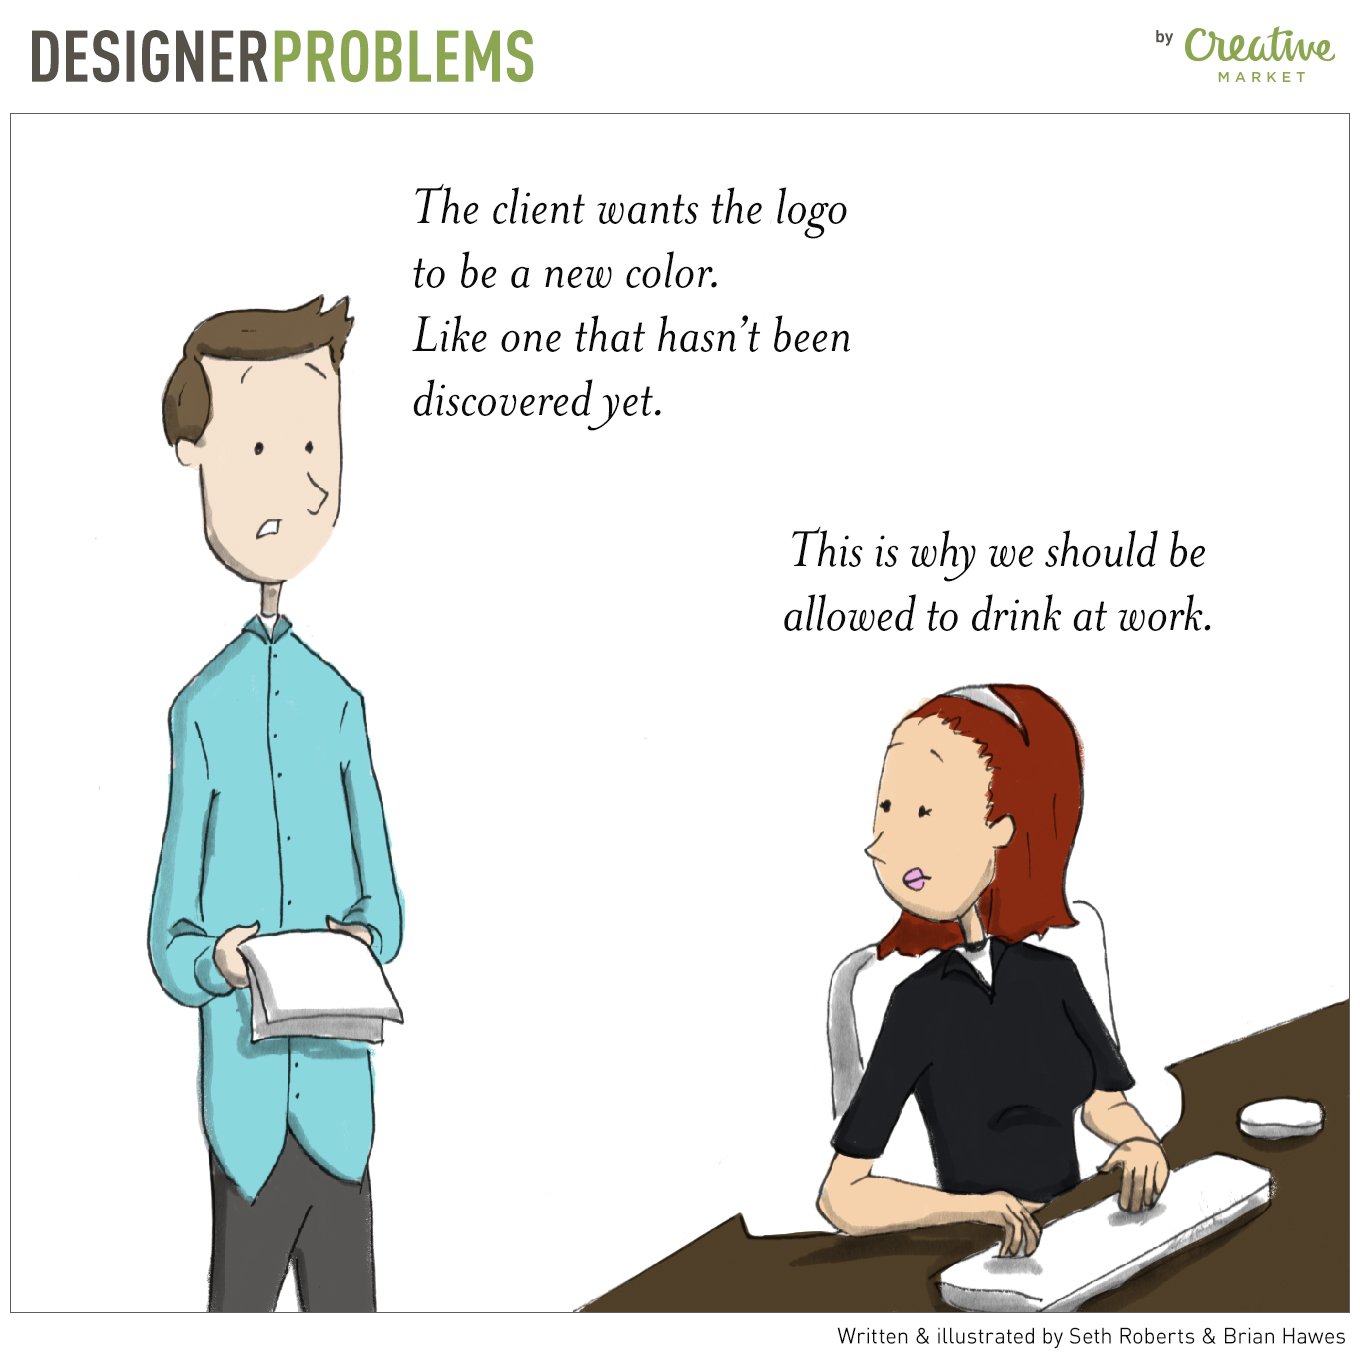 DESIGNERPROBLEMS
by Creative
MARKET
The client wants the logo
to be a new color.
Like one that hasn't been
discovered yet.
This is why we should be
allowed to drink at work.
Written & illustrated by Seth Roberts & Brian Hawes